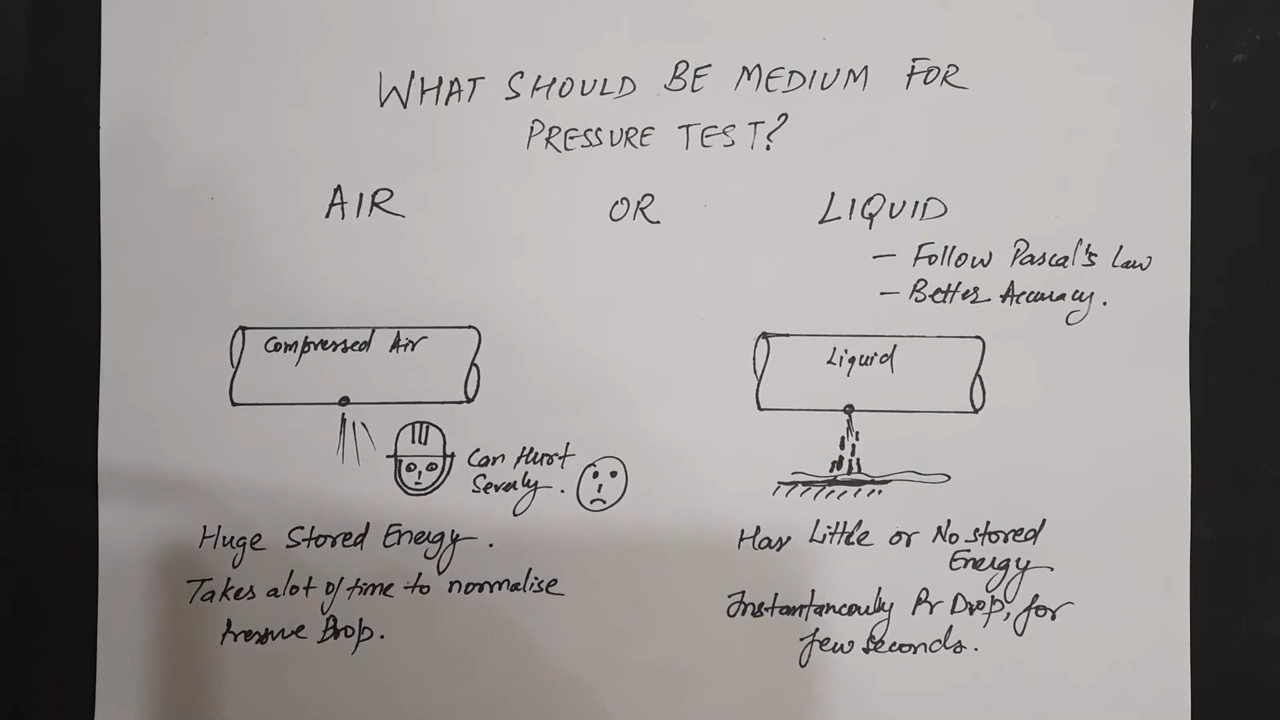 WHAT SHOULD BE MEDIUM FOR
PRESSURE TEST?
AIR OR LIQUID
- Follow Pascal's Law
- Better Accuracy.
Compressed Air
Can Hurt
Severly.
Huge Stored Energy.
Takes alot of time to normalise
Pressure Drop.
Liquid
Has Little or No stored
Energy
Instantaneouly Pr Drop, for
few seconds.